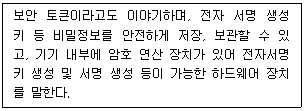 보안 토큰이라고도 이야기하며, 전자 서명 생성
키 등 비밀정보를 안전하게 저장, 보관할 수 있
고, 기기 내부에 암호 연산 장치가 있어 전자서명
키 생성 및 서명 생성 등이 가능한 하드웨어 장치
를 말한다.